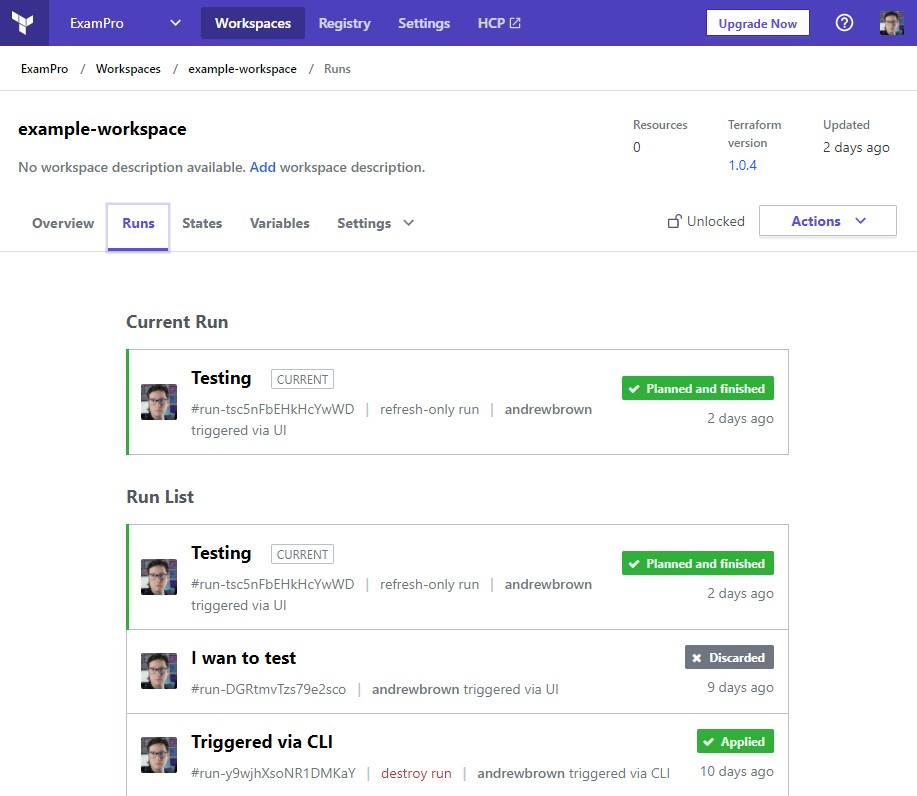 ExamPro Workspaces Registry Settings HCP Upgrade Now
ExamPro / Workspaces / example-workspace / Runs
example-workspace
No workspace description available. Add workspace description.
Resources
0
Terraform
version
1.0.4
Updated
2 days ago
Overview Runs States Variables Settings Unlocked Actions
Current Run
Testing CURRENT
#run-tsc5nFbEHkHcYwWD | refresh-only run | andrewbrown
triggered via UI
Planned and finished
2 days ago
Run List
Testing CURRENT
#run-tsc5nFbEHkHcYwWD | refresh-only run | andrewbrown
triggered via UI
Planned and finished
2 days ago
I wan to test
#run-DGRtmvTzs79e2sco | andrewbrown triggered via UI
Discarded
9 days ago
Triggered via CLI
#run-y9wjhXsoNR1DMKaY | destroy run | andrewbrown triggered via CLI
Applied
10 days ago